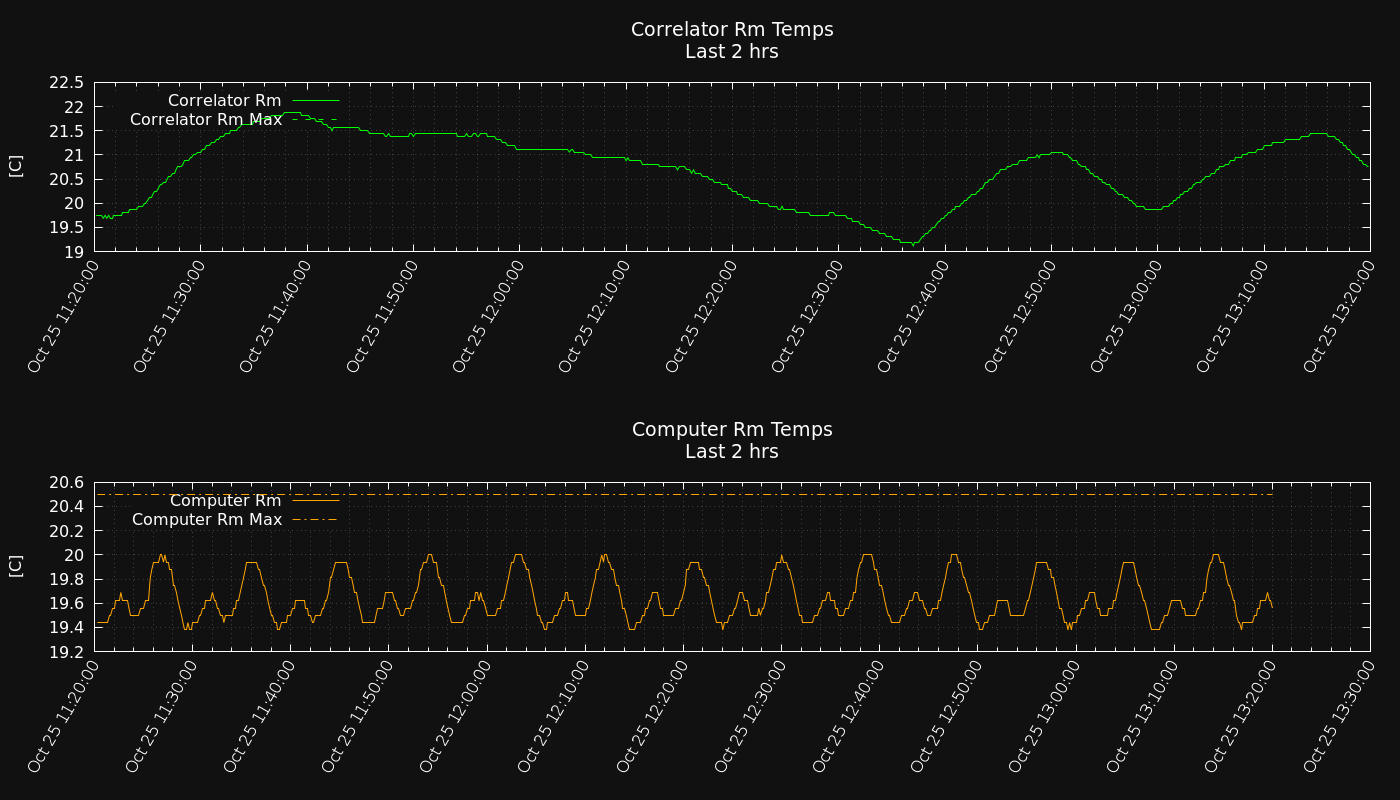 Correlator Rm Temps
Last 2 hrs
22.5
22
21.5
21
20.5
20
19.5
19
[C]
Correlator Rm
Correlator Rm Max
Oct 25 11:20:00
Oct 25 11:30:00
Oct 25 11:40:00
Oct 25 11:50:00
Oct 25 12:00:00
Oct 25 12:10:00
Oct 25 12:20:00
Oct 25 12:30:00
Oct 25 12:40:00
Oct 25 12:50:00
Oct 25 13:00:00
Oct 25 13:10:00
Oct 25 13:20:00
Computer Rm Temps
Last 2 hrs
20.6
20.4
20.2
20
19.8
19.6
19.4
19.2
[C]
Computer Rm
Computer Rm Max
Oct 25 11:20:00
Oct 25 11:30:00
Oct 25 11:40:00
Oct 25 11:50:00
Oct 25 12:00:00
Oct 25 12:10:00
Oct 25 12:20:00
Oct 25 12:30:00
Oct 25 12:40:00
Oct 25 12:50:00
Oct 25 13:00:00
Oct 25 13:10:00
Oct 25 13:20:00
Oct 25 13:30:00